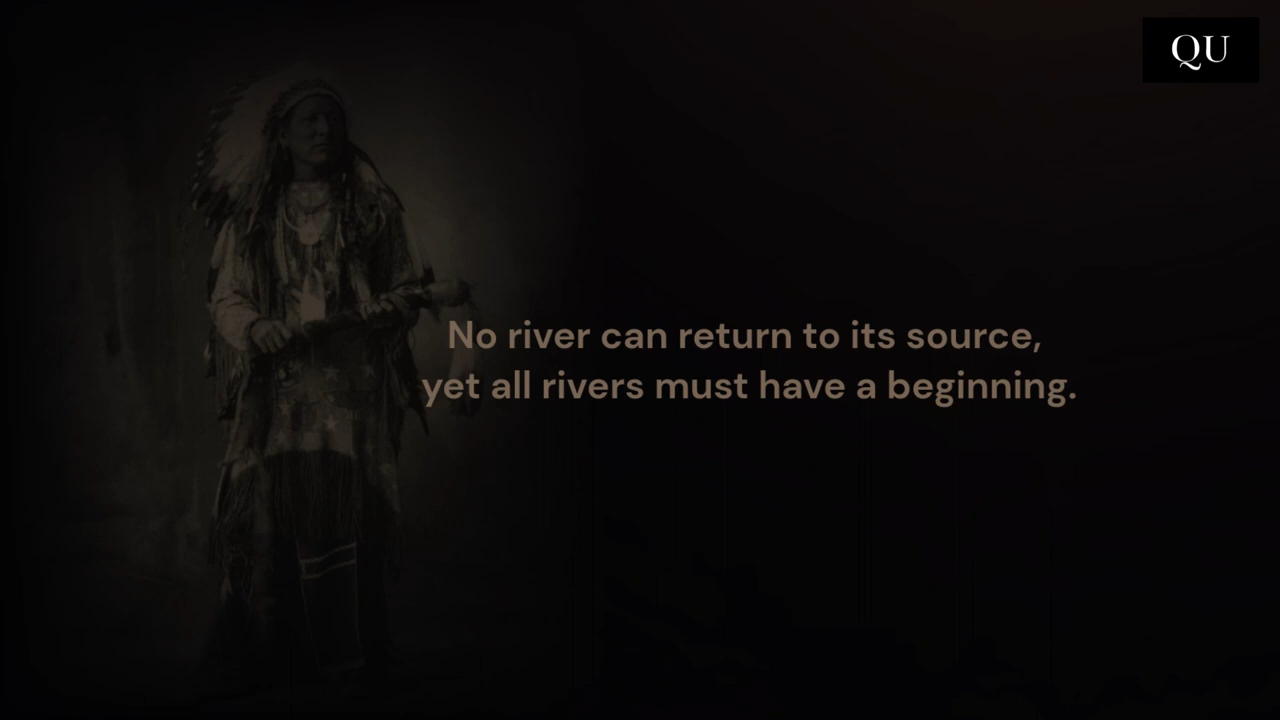 QU
No river can return to its source,
yet all rivers must have a beginning.